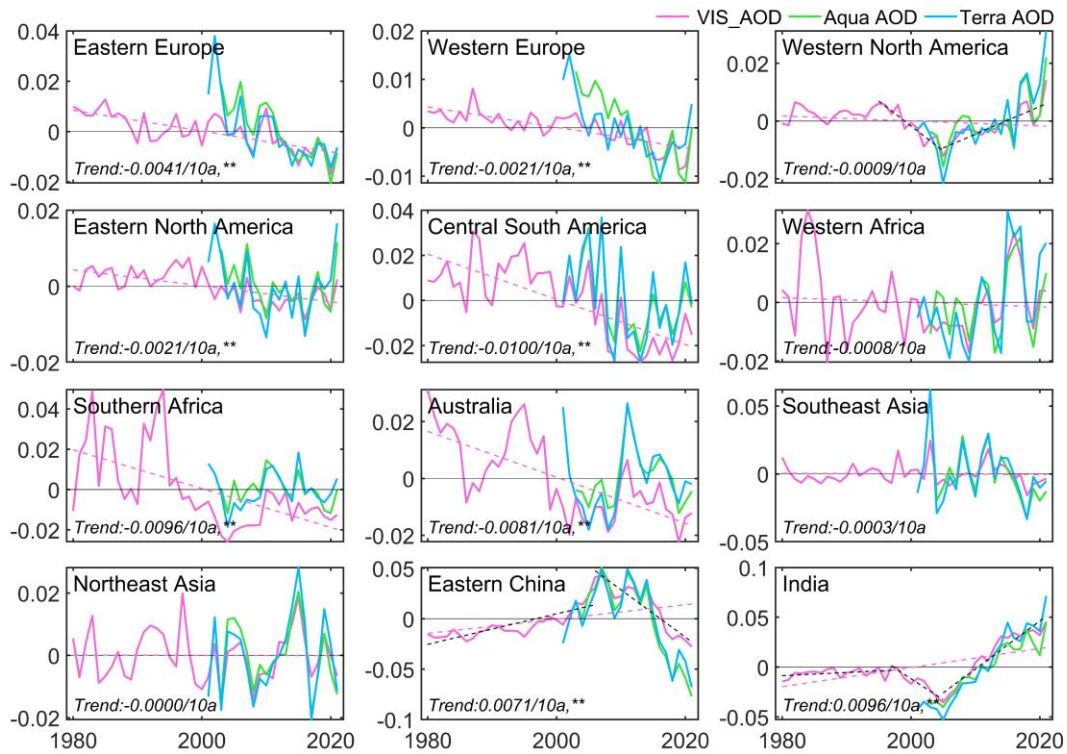 VIS_AOD Aqua AOD Terra AOD
0.04
0.02
0
-0.02
Eastern Europe
Trend:-0.0041/10a, **
0.02
0.01
0
-0.01
Western Europe
Trend:-0.0021/10a, **
0.02
0
-0.02
Western North America
Trend:-0.0009/10a
0.02
0
-0.02
Eastern North America
Trend:-0.0021/10a, **
0.04
0.02
0
-0.02
Central South America
Trend:-0.0100/10a, **
0.02
0
-0.02
Western Africa
Trend:-0.0008/10a
0.04
0.02
0
-0.02
Southern Africa
Trend:-0.0096/10a, **
0.02
0
-0.02
Australia
Trend:-0.0081/10a, **
0.05
0
-0.05
Southeast Asia
Trend:-0.0003/10a
0.02
0
-0.02
Northeast Asia
Trend:-0.0000/10a
1980 2000 2020
0.05
0
-0.05
-0.1
Eastern China
Trend:0.0071/10a, **
1980 2000 2020
0.1
0.05
0
-0.05
India
Trend:0.0096/10a, **
1980 2000 2020